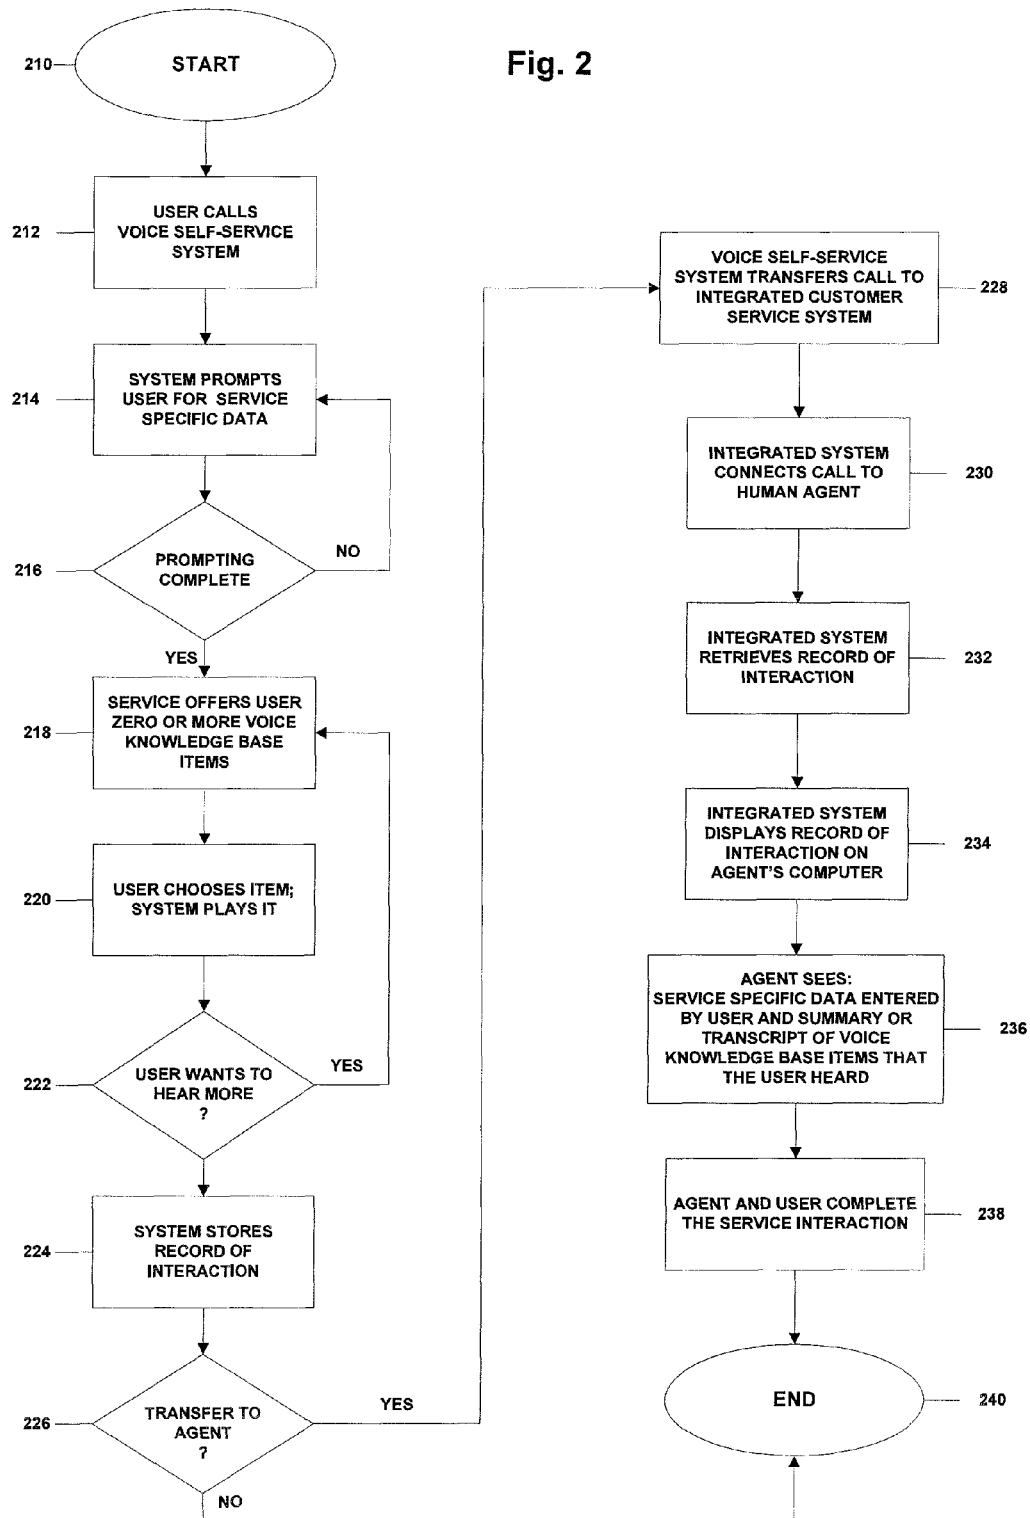 Fig. 2
210
START
212
USER CALLS
VOICE SELF-SERVICE
SYSTEM
214
SYSTEM PROMPTS
USER FOR SERVICE
SPECIFIC DATA
216
PROMPTING
COMPLETE
NO
YES
218
SERVICE OFFERS USER
ZERO OR MORE VOICE
KNOWLEDGE BASE
ITEMS
220
USER CHOOSES ITEM;
SYSTEM PLAYS IT
222
USER WANTS TO
HEAR MORE
?
YES
224
SYSTEM STORES
RECORD OF
INTERACTION
226
TRANSFER TO
AGENT
?
YES
NO
VOICE SELF-SERVICE
SYSTEM TRANSFERS CALL TO
INTEGRATED CUSTOMER
SERVICE SYSTEM
228
INTEGRATED SYSTEM
CONNECTS CALL TO
HUMAN AGENT
230
INTEGRATED SYSTEM
RETRIEVES RECORD OF
INTERACTION
232
INTEGRATED SYSTEM
DISPLAYS RECORD OF
INTERACTION ON
AGENT'S COMPUTER
234
AGENT SEES:
SERVICE SPECIFIC DATA ENTERED
BY USER AND SUMMARY OR
TRANSCRIPT OF VOICE
KNOWLEDGE BASE ITEMS THAT
THE USER HEARD
236
AGENT AND USER COMPLETE
THE SERVICE INTERACTION
238
END
240